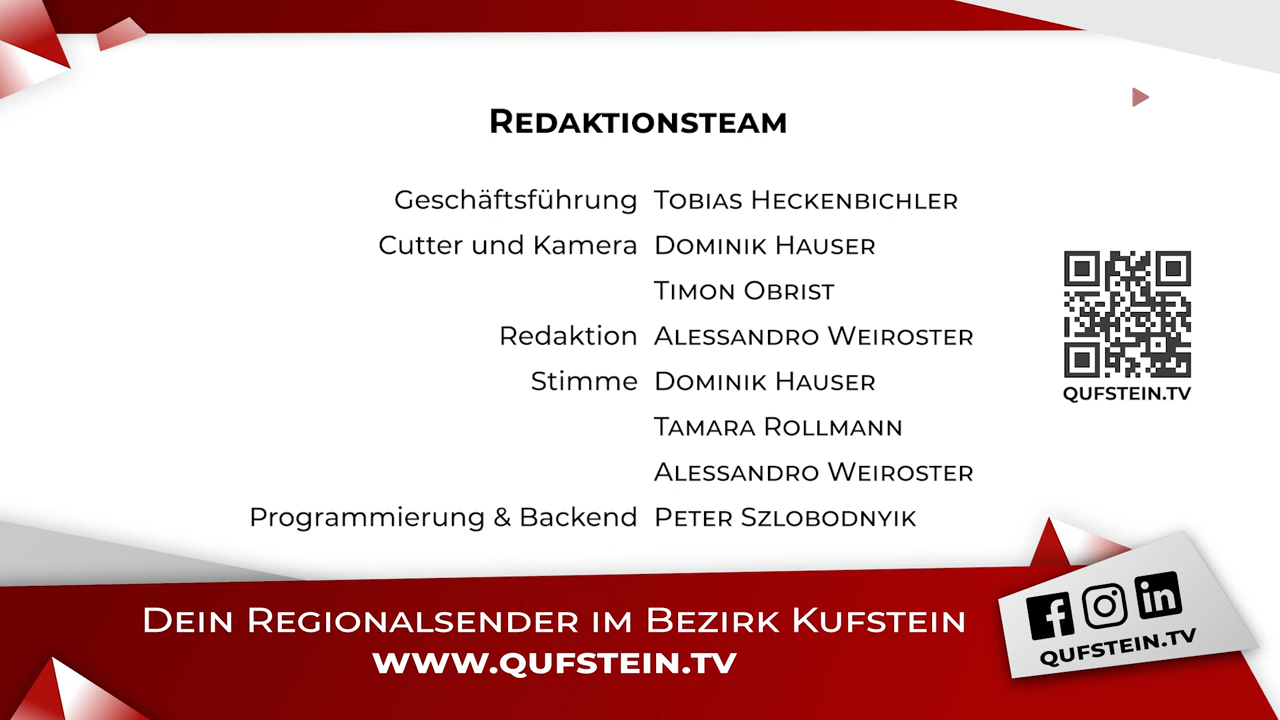 Redaktionsteam
Geschäftsführung Tobias Heckenbichler
Cutter und Kamera Dominik Hauser
Timon Obrist
Redaktion Alessandro Weiroster
Stimme Dominik Hauser
Tamara Rollmann
Alessandro Weiroster
Programmierung & Backend Peter Szlobodnyik
QUFSTEIN.TV
Dein Regionalsender im Bezirk Kufstein
www.qufstein.tv
QUFSTEIN.TV